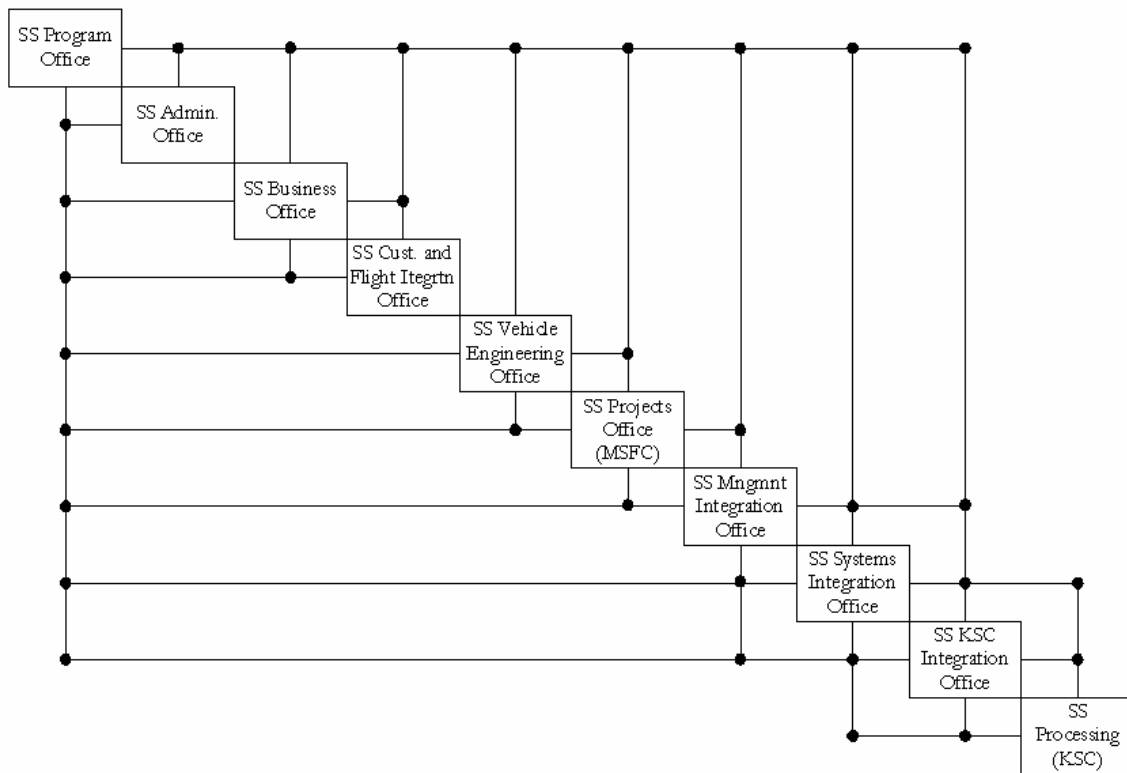 SS Program
Office
SS Admin.
Office
SS Business
Office
SS Cust. and
Flight Itegrtn
Office
SS Vehicle
Engineering
Office
SS Projects
Office
(MSFC)
SS Mngmnt
Integration
Office
SS Systems
Integration
Office
SS KSC
Integration
Office
SS
Processing
(KSC)